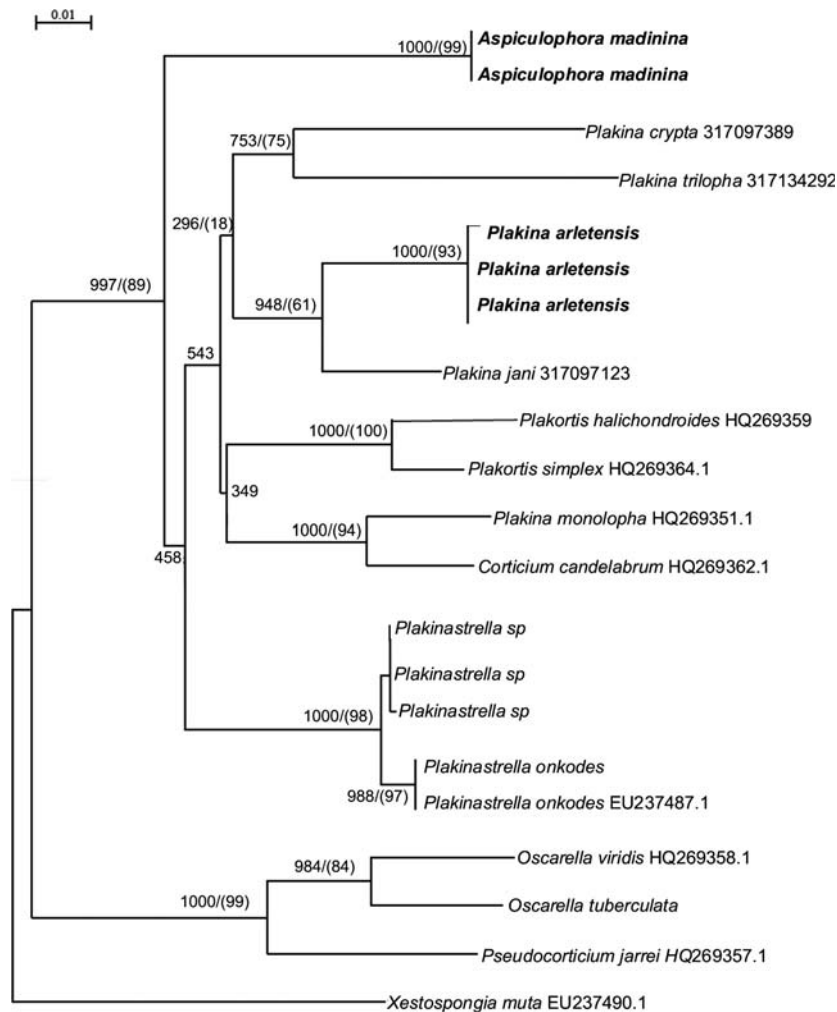 0.01
1000/(99)
Aspiculophora madinina
Aspiculophora madinina
753/(75)
Plakina crypta 317097389
Plakina trilopha 317134292
296/(18)
1000/(93)
Plakina arletensis
Plakina arletensis
Plakina arletensis
997/(89)
948/(61)
543
Plakina jani 317097123
1000/(100)
Plakortis halichondroides HQ269359
Plakortis simplex HQ269364.1
349
1000/(94)
Plakina monolopha HQ269351.1
458
Corticium candelabrum HQ269362.1
Plakinastrella sp
Plakinastrella sp
1000/(98)
Plakinastrella sp
Plakinastrella onkodes
988/(97)
Plakinastrella onkodes EU237487.1
984/(84)
Oscarella viridis HQ269358.1
1000/(99)
Oscarella tuberculata
Pseudocorticium jarrei HQ269357.1
Xestospongia muta EU237490.1